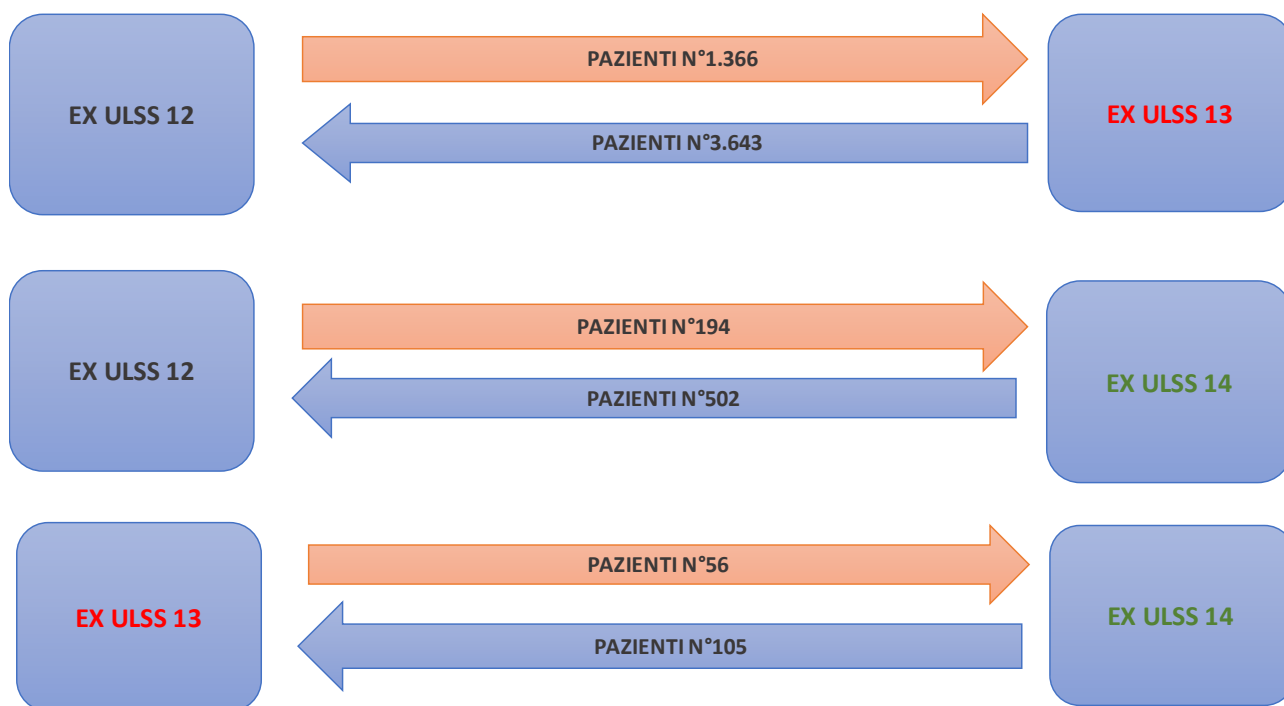 PAZIENTI N°1.366
EX ULSS 12
EX ULSS 13
PAZIENTI N°3.643
PAZIENTI N°194
EX ULSS 12
EX ULSS 14
PAZIENTI N°502
PAZIENTI N°56
EX ULSS 13
EX ULSS 14
PAZIENTI N°105